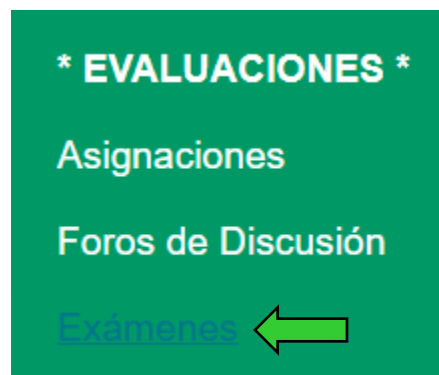 * EVALUACIONES *
Asignaciones
Foros de Discusión
Exámenes